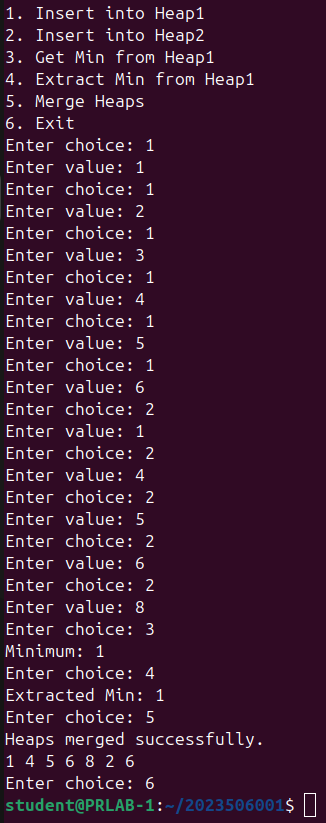 1. Insert into Heap1
2. Insert into Heap2
3. Get Min from Heap1
4. Extract Min from Heap1
5. Merge Heaps
6. Exit
Enter choice: 1
Enter value: 1
Enter choice: 1
Enter value: 2
Enter choice: 1
Enter value: 3
Enter choice: 1
Enter value: 4
Enter choice: 1
Enter value: 5
Enter choice: 1
Enter value: 6
Enter choice: 2
Enter value: 1
Enter choice: 2
Enter value: 4
Enter choice: 2
Enter value: 5
Enter choice: 2
Enter value: 6
Enter choice: 2
Enter value: 8
Enter choice: 3
Minimum: 1
Enter choice: 4
Extracted Min: 1
Enter choice: 5
Heaps merged successfully.
1 4 5 6 8 2 6
Enter choice: 6
student@PRLAB-1:~/2023506001$